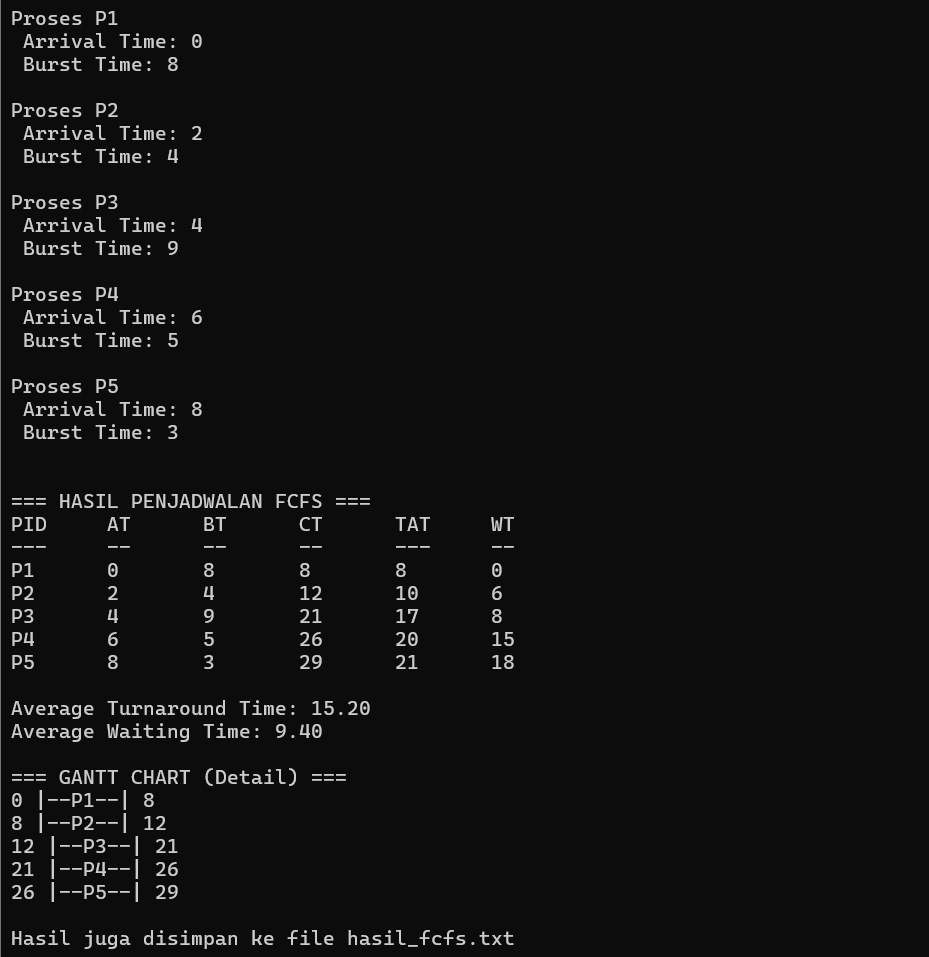 Proses P1
Arrival Time: 0
Burst Time: 8
Proses P2
Arrival Time: 2
Burst Time: 4
Proses P3
Arrival Time: 4
Burst Time: 9
Proses P4
Arrival Time: 6
Burst Time: 5
Proses P5
Arrival Time: 8
Burst Time: 3
=== HASIL PENJADWALAN FCFS ===
PID     AT      BT      CT      TAT     WT
---     --      --      --      ---     --
P1      0       8       8       8       0
P2      2       4       12      10      6
P3      4       9       21      17      8
P4      6       5       26      20      15
P5      8       3       29      21      18
Average Turnaround Time: 15.20
Average Waiting Time: 9.40
=== GANTT CHART (Detail) ===
0 |--P1--| 8
8 |--P2--| 12
12 |--P3--| 21
21 |--P4--| 26
26 |--P5--| 29
Hasil juga disimpan ke file hasil_fcfs.txt